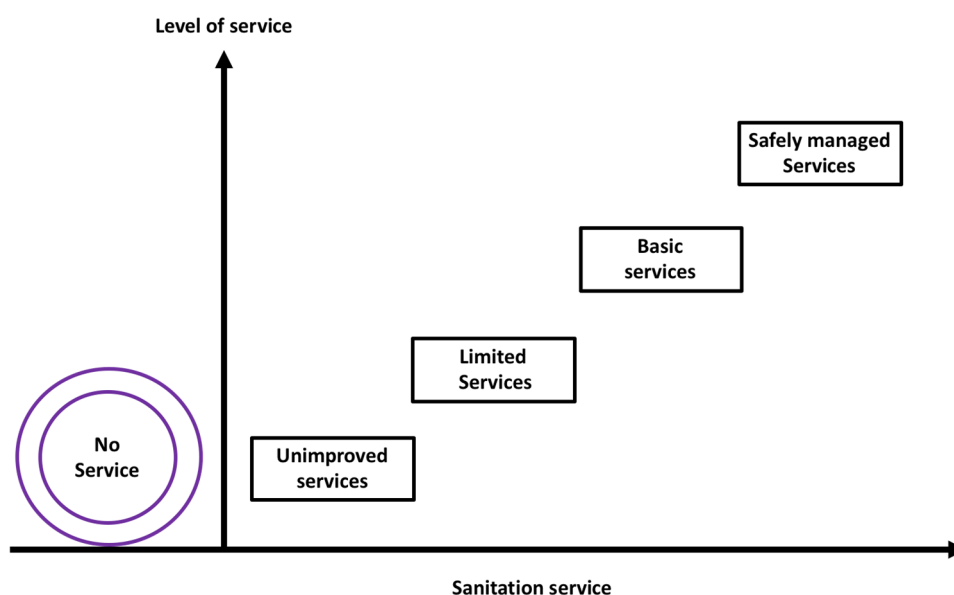 Level of service
Safely managed
Services
Basic
services
Limited
Services
No
Service
Unimproved
services
Sanitation service